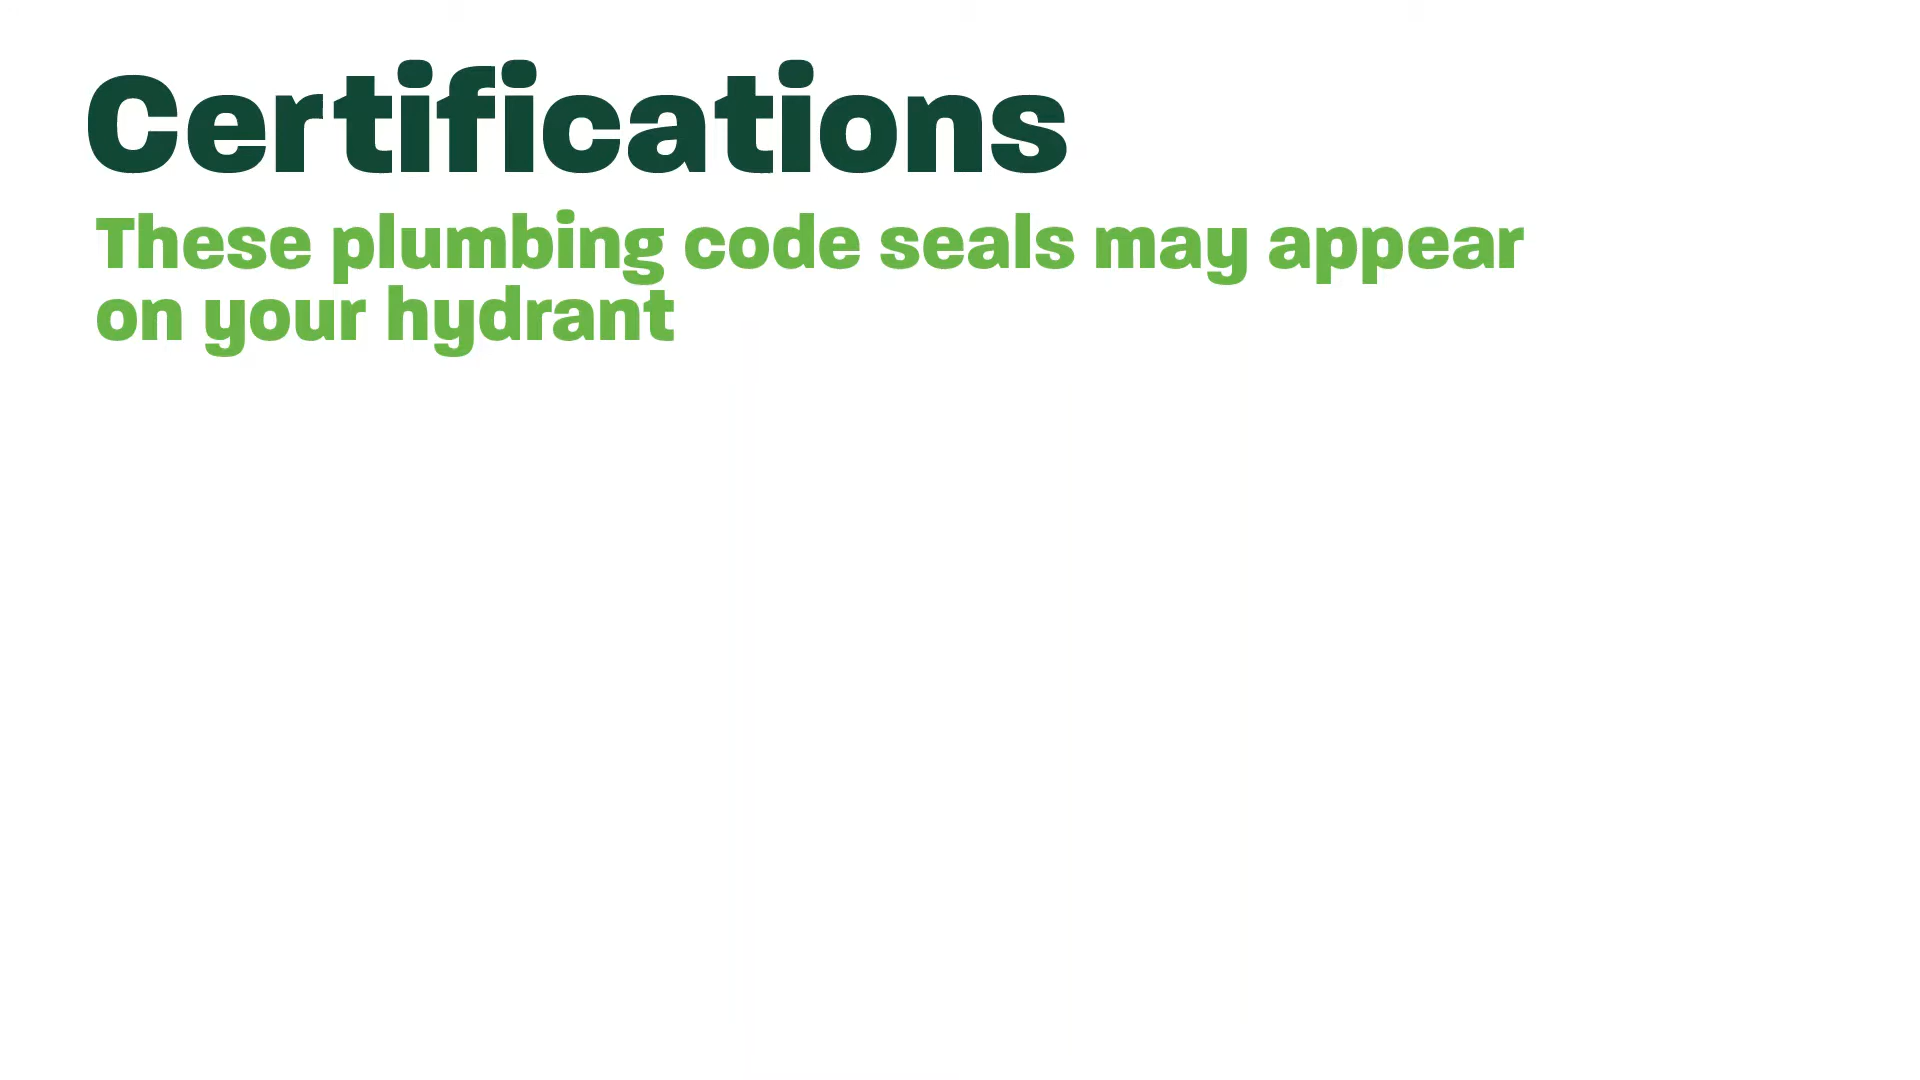 Certifications
These plumbing code seals may appear
on your hydrant